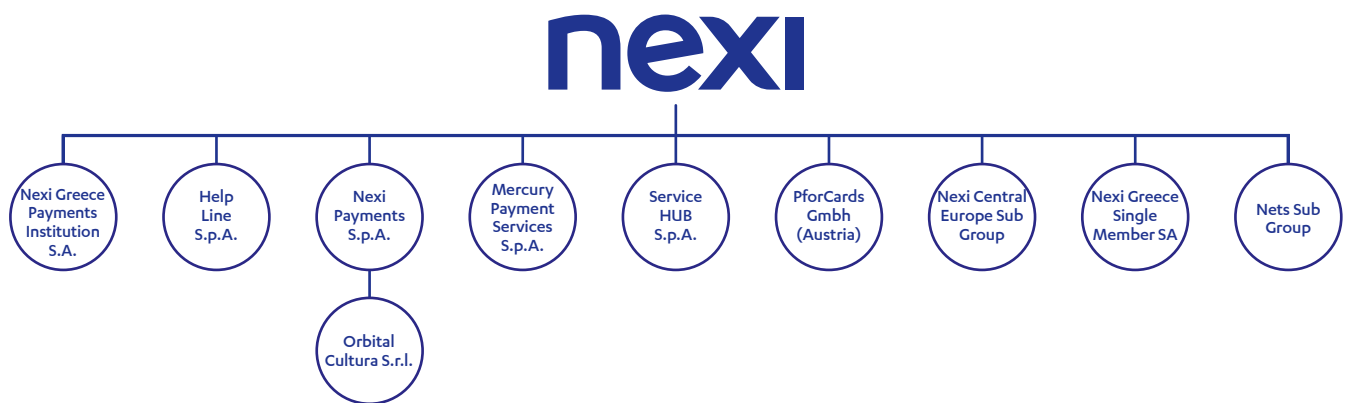 nexi
Nexi Greece
Payments
Institution
S.A.
Help
Line
S.p.A.
Nexi
Payments
S.p.A.
Mercury
Payment
Services
S.p.A.
Service
HUB
S.p.A.
PforCards
Gmbh
(Austria)
Nexi Central
Europe Sub
Group
Nexi Greece
Single
Member SA
Nets Sub
Group
Orbital
Cultura S.r.l.